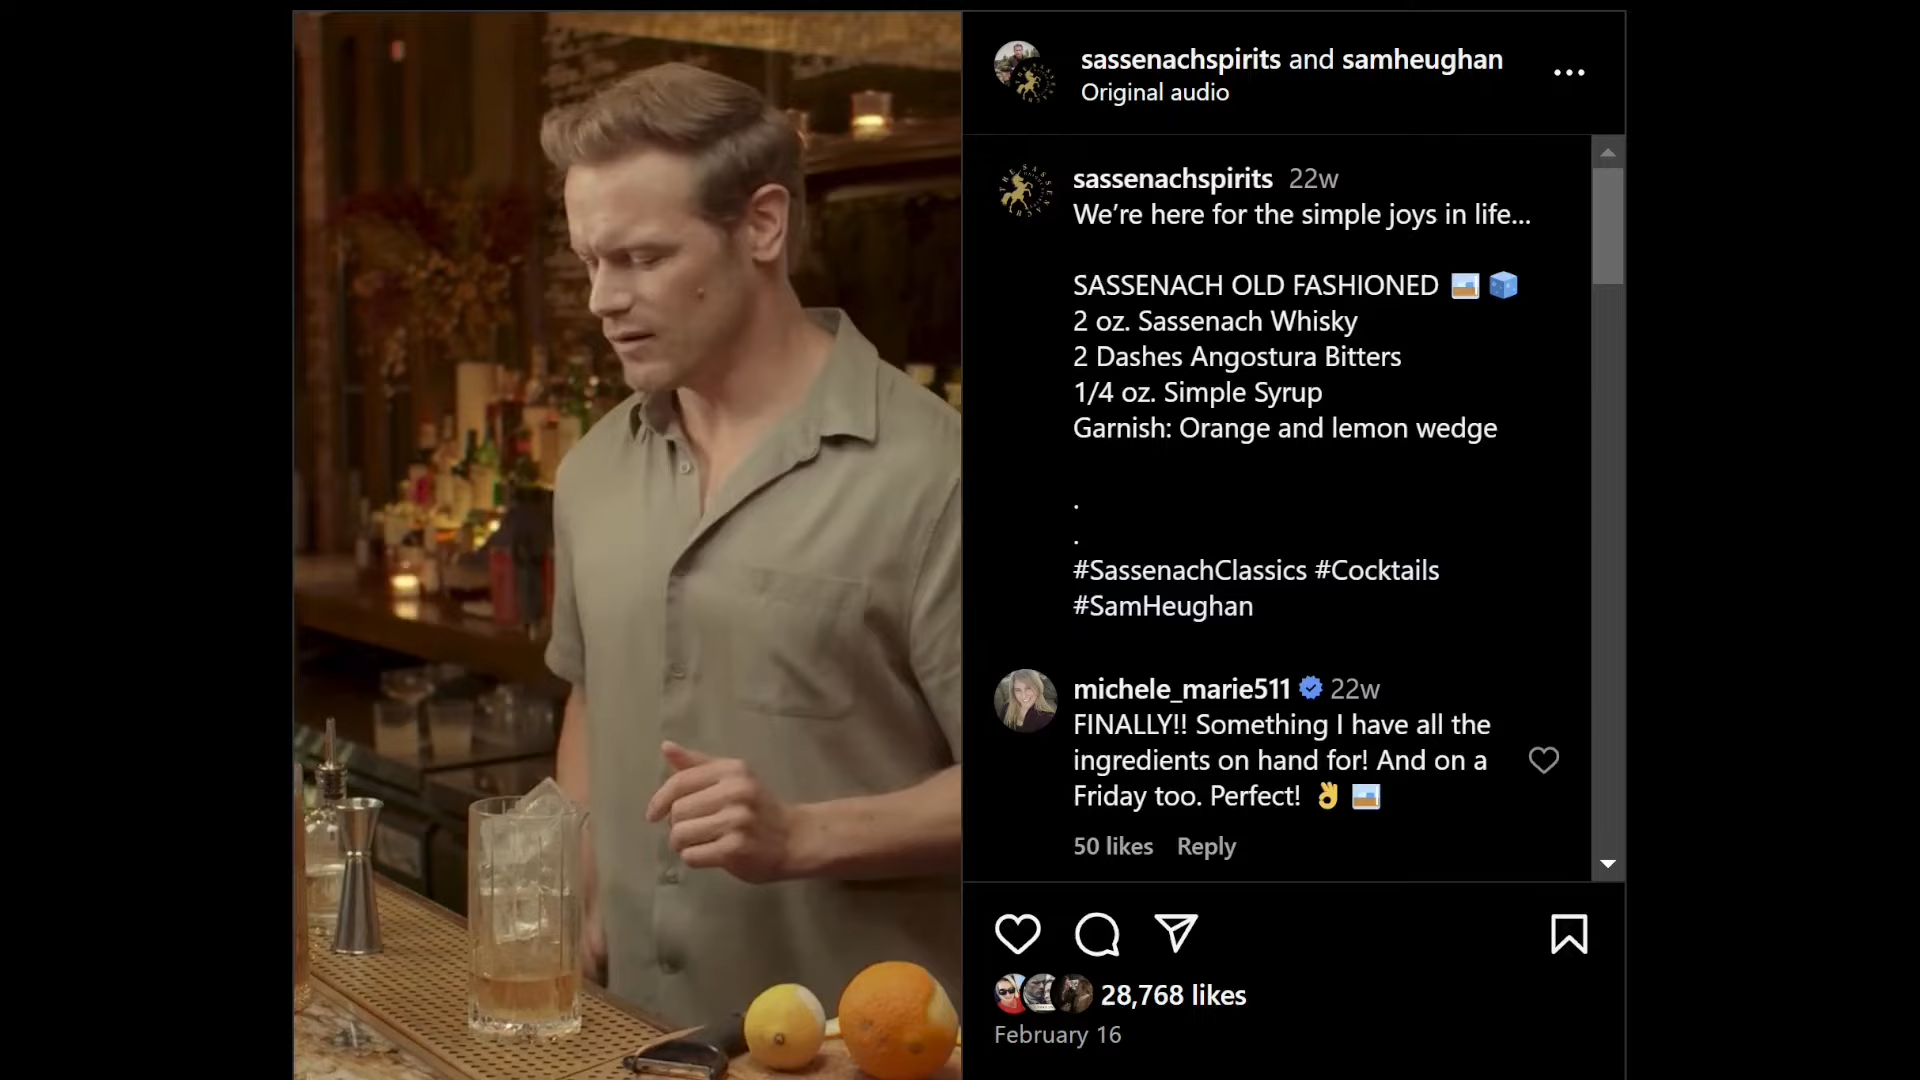 sassenachspirits and samheughan
Original audio
sassenachspirits 22w
We’re here for the simple joys in life...
SASSENACH OLD FASHIONED 🥃 🧊
2 oz. Sassenach Whisky
2 Dashes Angostura Bitters
1/4 oz. Simple Syrup
Garnish: Orange and lemon wedge
.
.
#SassenachClassics #Cocktails
#SamHeughan
michele_marie511 22w
FINALLY!! Something I have all the
ingredients on hand for! And on a
Friday too. Perfect! 👌 🥃
50 likes Reply
28,768 likes
February 16